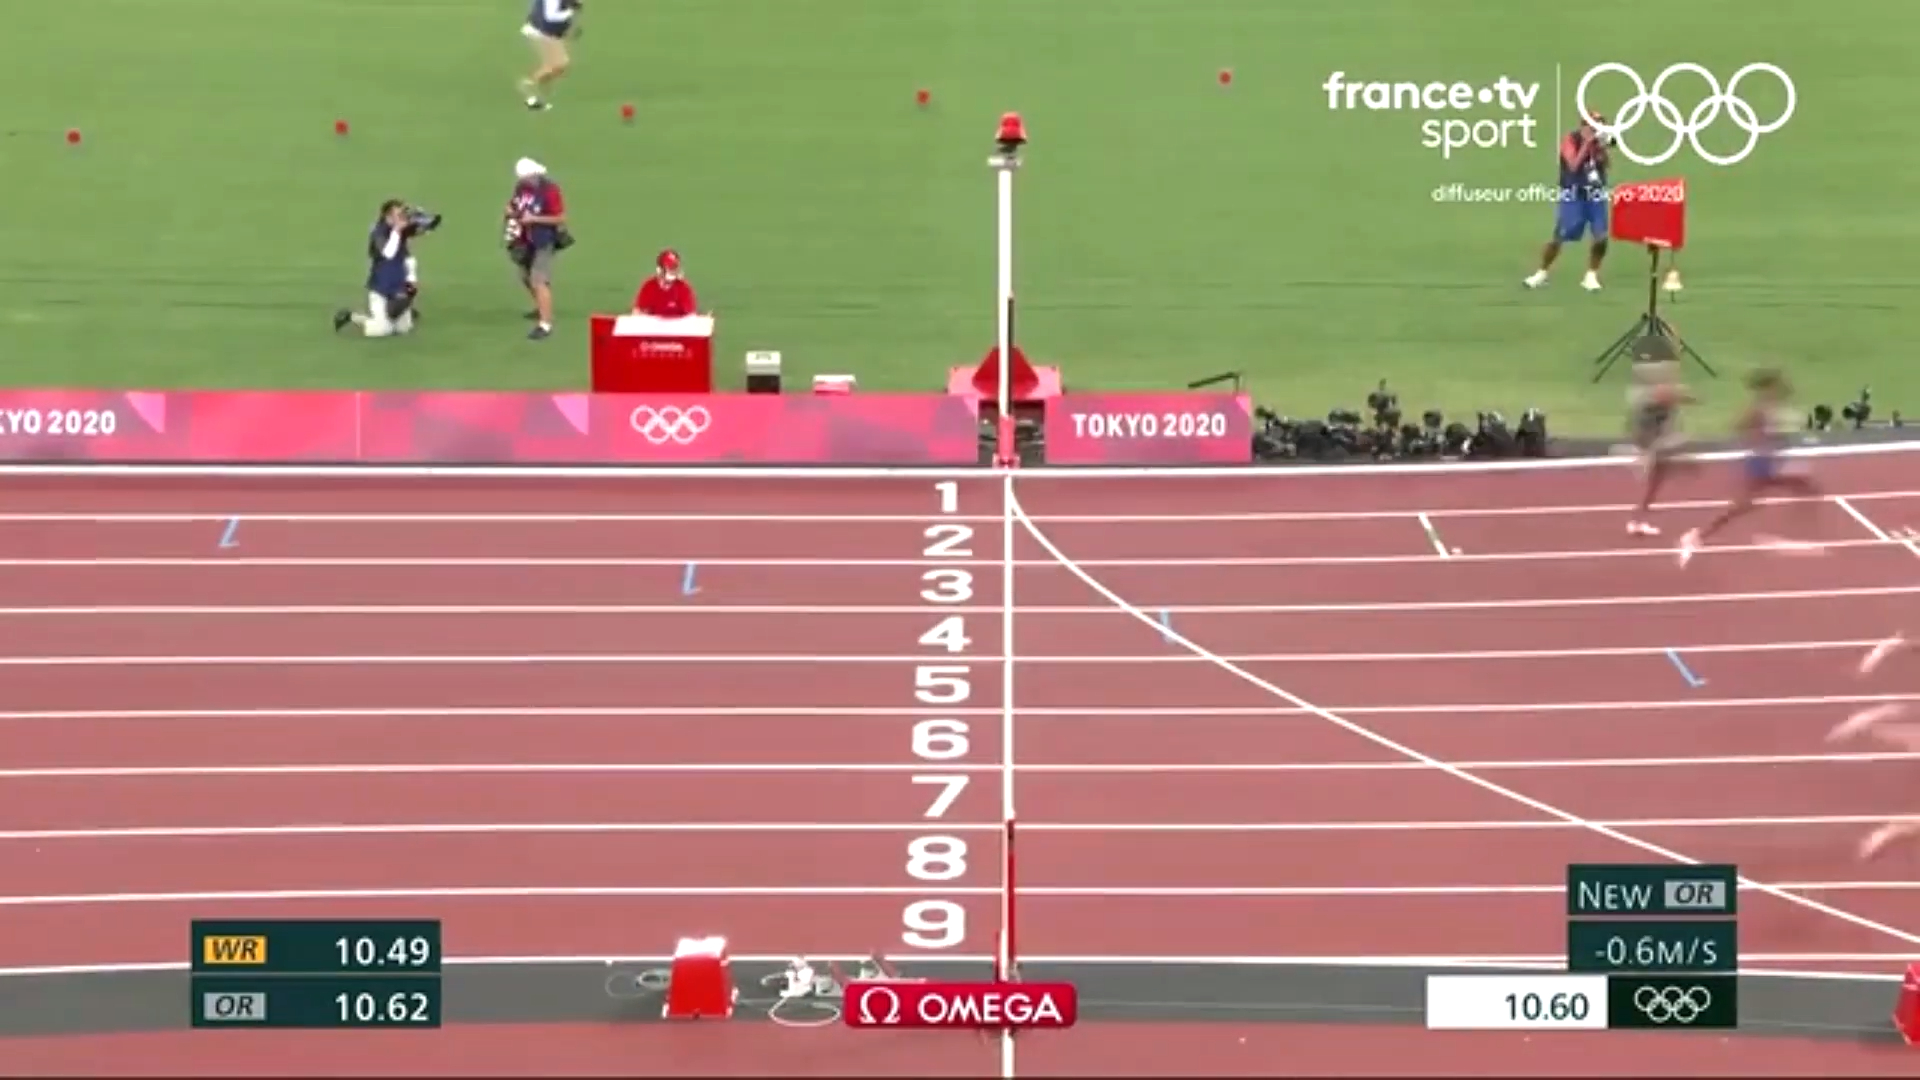 france•tv
sport
diffuseur officiel Tokyo 2020
KYO 2020
TOKYO 2020
1
2
3
4
5
6
7
8
9
WR 10.49
OR 10.62
Ω OMEGA
NEW OR
-0.6M/S
10.60